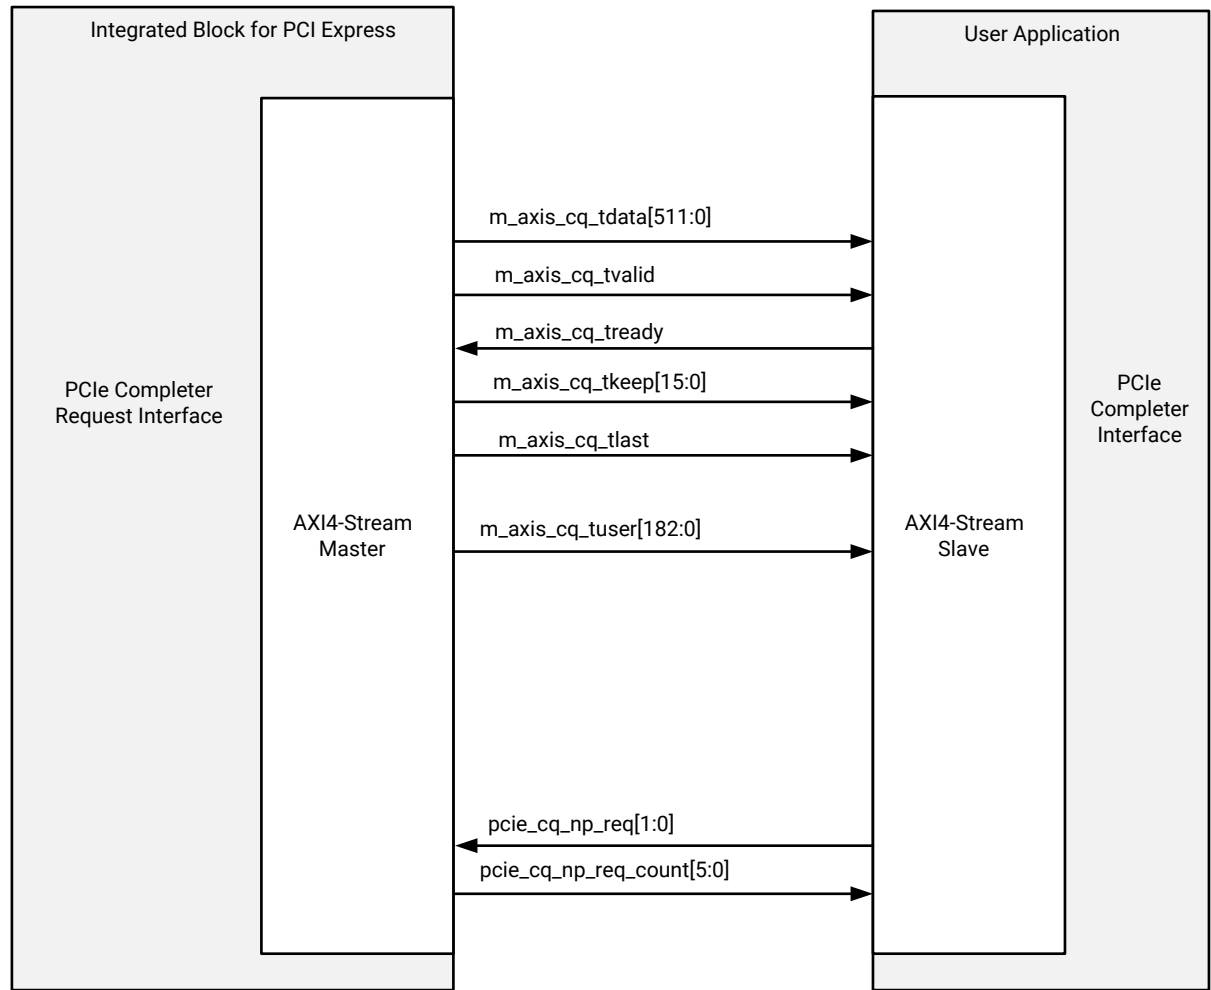 Integrated Block for PCI Express
User Application
m_axis_cq_tdata[511:0]
m_axis_cq_tvalid
m_axis_cq_tready
m_axis_cq_tkeep[15:0]
m_axis_cq_tlast
m_axis_cq_tuser[182:0]
PCIe Completer
Request Interface
PCIe
Completer
Interface
AXI4-Stream
Master
AXI4-Stream
Slave
pcie_cq_np_req[1:0]
pcie_cq_np_req_count[5:0]